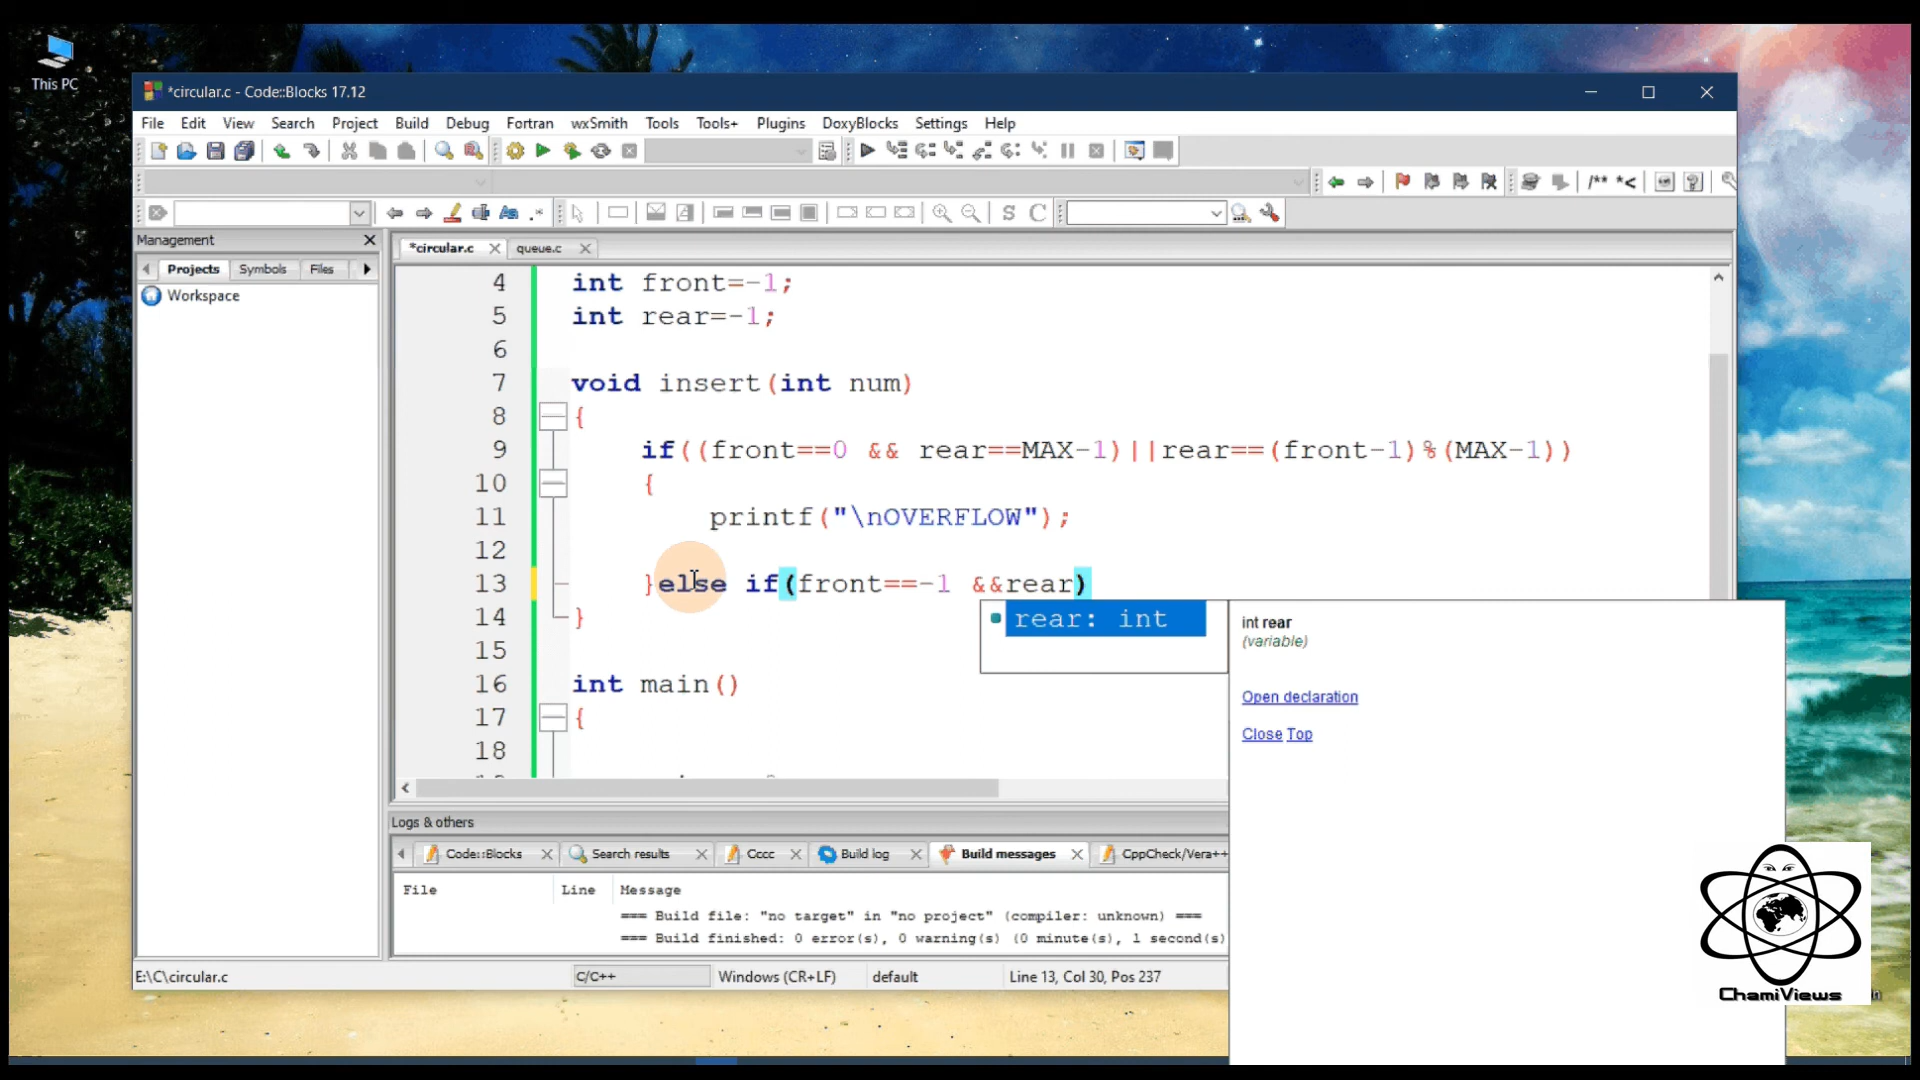 This PC
*circular.c - Code::Blocks 17.12
File Edit View Search Project Build Debug Fortran wxSmith Tools Tools+ Plugins DoxyBlocks Settings Help
/** *<
.*
S C
Management
*circular.c queue.c
Projects Symbols Files
Workspace
4 int front=-1;
5 int rear=-1;
6
7 void insert(int num)
8 {
9 if((front==0 && rear==MAX-1)||rear==(front-1)%(MAX-1))
10 {
11 printf("\nOVERFLOW");
12
13 }else if(front==-1 &&rear)
14 }
15
16 int main()
17 {
18
rear: int
int rear
(variable)
Open declaration
Close Top
Logs & others
Code::Blocks Search results Cccc Build log Build messages CppCheck/Vera++
File Line Message
=== Build file: "no target" in "no project" (compiler: unknown) ===
=== Build finished: 0 error(s), 0 warning(s) (0 minute(s), 1 second(s)
E:\C\circular.c C/C++ Windows (CR+LF) default Line 13, Col 30, Pos 237
ChamiViews